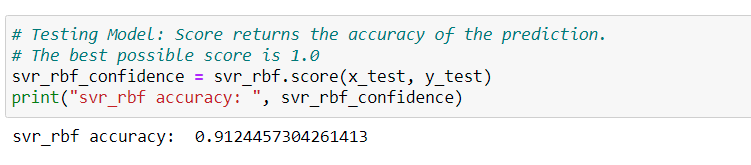 # Testing Model: Score returns the accuracy of the prediction.
# The best possible score is 1.0
svr_rbf_confidence = svr_rbf.score(x_test, y_test)
print("svr_rbf accuracy: ", svr_rbf_confidence)
svr_rbf accuracy:  0.9124457304261413